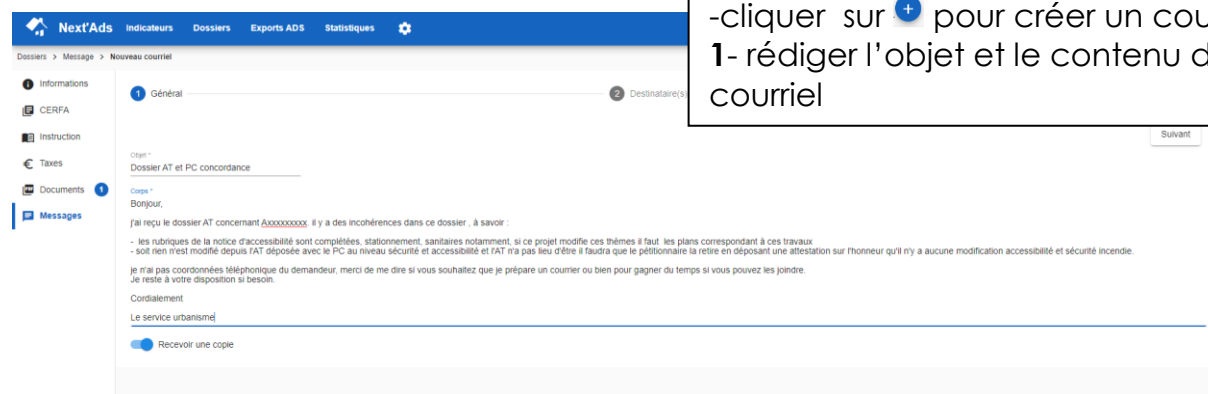 -cliquer sur + pour créer un cou
1- rédiger l'objet et le contenu d
courriel
Next'Ads Indicateurs Dossiers Exports ADS Statistiques
Dossiers > Message > Nouveau courriel
Informations
CERFA
Instruction
Taxes
Documents 1
Messages
1 Général
2 Destinataire(s)
Suivant
Objet *
Dossier AT et PC concordance
Corps *
Bonjour,
j'ai reçu le dossier AT concernant Axxxxxxxxx. il y a des incohérences dans ce dossier , à savoir :
- les rubriques de la notice d'accessibilité sont complétées, stationnement, sanitaires notamment, si ce projet modifie ces thèmes il faut les plans correspondant à ces travaux
- soit rien n'est modifié depuis l'AT déposée avec le PC au niveau sécurité et accessibilité et l'AT n'a pas lieu d'être il faudra que le pétitionnaire la retire en déposant une attestation sur l'honneur qu'il n'y a aucune modification accessibilité et sécurité incendie.
je n'ai pas coordonnées téléphonique du demandeur, merci de me dire si vous souhaitez que je prépare un courrier ou bien pour gagner du temps si vous pouvez les joindre.
Je reste à votre disposition si besoin.
Cordialement
Le service urbanisme
Recevoir une copie